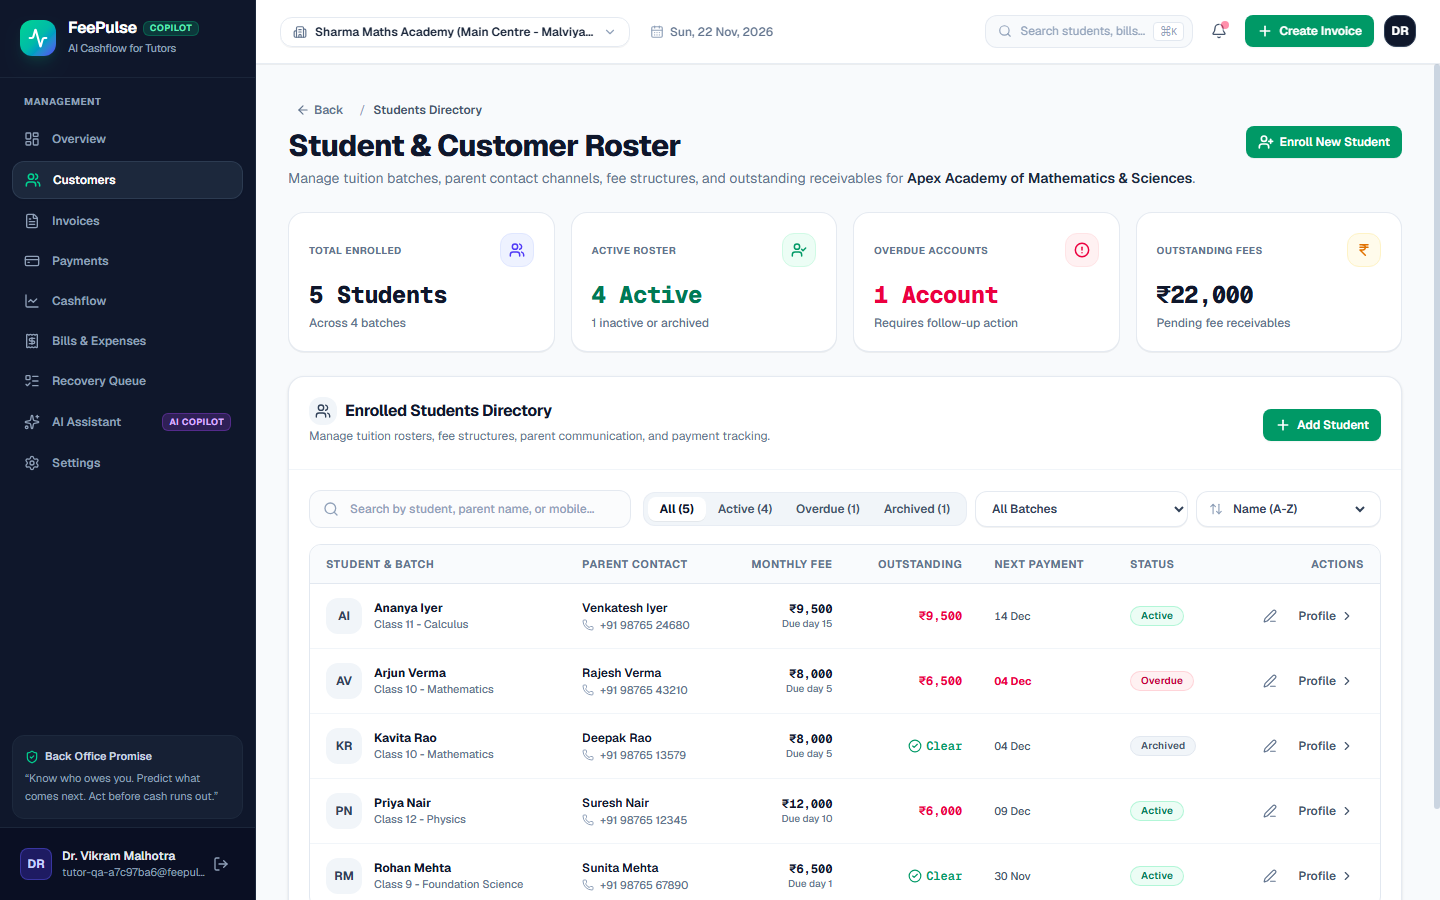 FeePulse COPILOT
AI Cashflow for Tutors
MANAGEMENT
Overview
Customers
Invoices
Payments
Cashflow
Bills & Expenses
Recovery Queue
AI Assistant AI COPILOT
Settings
Back Office Promise
“Know who owes you. Predict what
comes next. Act before cash runs out.”
DR
Dr. Vikram Malhotra
tutor-qa-a7c97ba6@feepul...
Sharma Maths Academy (Main Centre - Malviya...
Sun, 22 Nov, 2026
Search students, bills... ⌘K
+ Create Invoice
DR
← Back / Students Directory
Student & Customer Roster
Manage tuition batches, parent contact channels, fee structures, and outstanding receivables for Apex Academy of Mathematics & Sciences.
Enroll New Student
TOTAL ENROLLED
5 Students
Across 4 batches
ACTIVE ROSTER
4 Active
1 inactive or archived
OVERDUE ACCOUNTS
1 Account
Requires follow-up action
OUTSTANDING FEES
₹
₹22,000
Pending fee receivables
Enrolled Students Directory
Manage tuition rosters, fee structures, parent communication, and payment tracking.
+ Add Student
Search by student, parent name, or mobile...
All (5) Active (4) Overdue (1) Archived (1)
All Batches
Name (A-Z)
STUDENT & BATCH PARENT CONTACT MONTHLY FEE OUTSTANDING NEXT PAYMENT STATUS ACTIONS
AI Ananya Iyer Venkatesh Iyer ₹9,500 ₹9,500 14 Dec Active Profile
Class 11 - Calculus +91 98765 24680 Due day 15
AV Arjun Verma Rajesh Verma ₹8,000 ₹6,500 04 Dec Overdue Profile
Class 10 - Mathematics +91 98765 43210 Due day 5
KR Kavita Rao Deepak Rao ₹8,000 Clear 04 Dec Archived Profile
Class 10 - Mathematics +91 98765 13579 Due day 5
PN Priya Nair Suresh Nair ₹12,000 ₹6,000 09 Dec Active Profile
Class 12 - Physics +91 98765 12345 Due day 10
RM Rohan Mehta Sunita Mehta ₹6,500 Clear 30 Nov Active Profile
Class 9 - Foundation Science +91 98765 67890 Due day 1